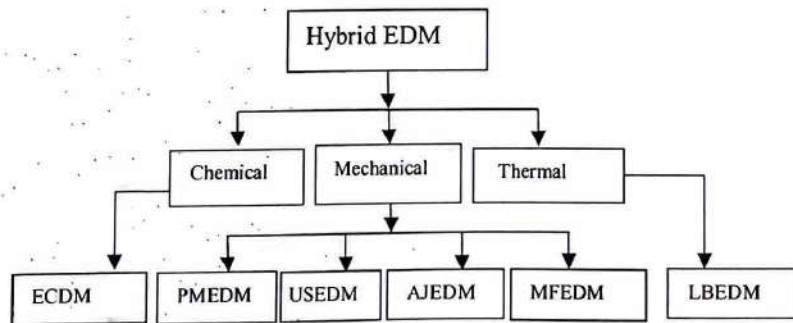 Hybrid EDM
Chemical
Mechanical
Thermal
ECDM
PMEDM
USEDM
AJEDM
MFEDM
LBEDM